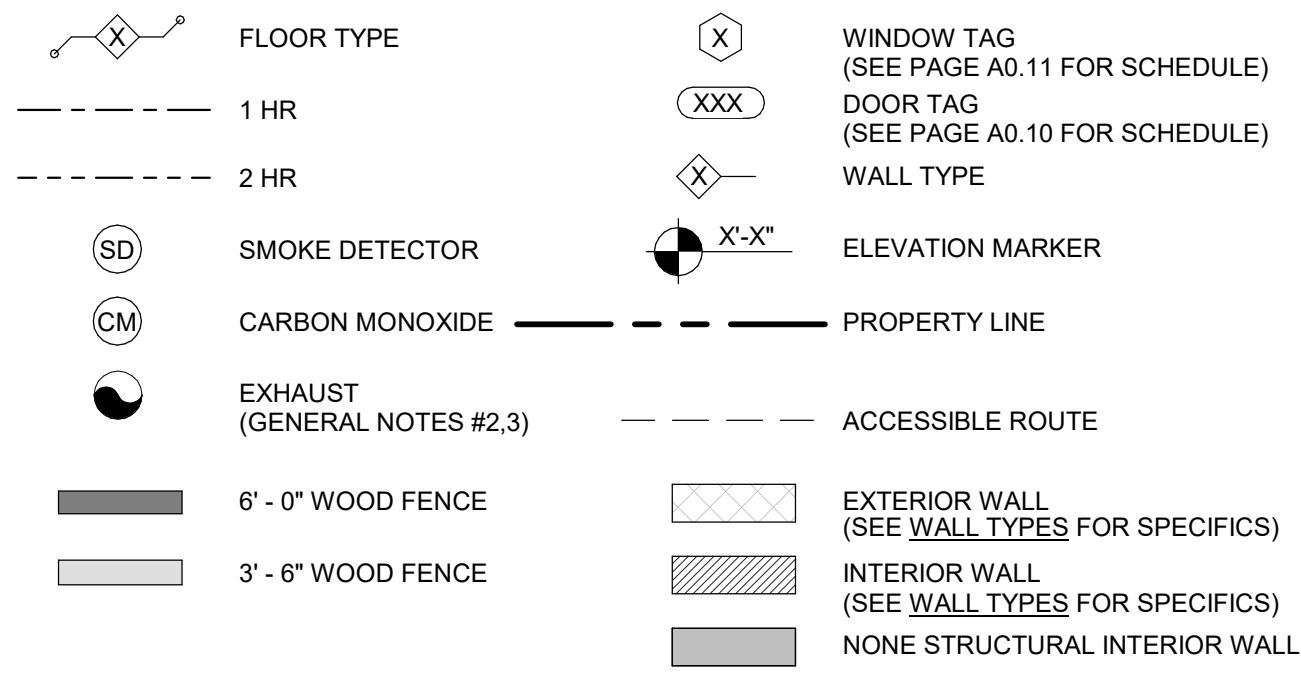 X FLOOR TYPE
1 HR
2 HR
SD SMOKE DETECTOR
CM CARBON MONOXIDE
EXHAUST
(GENERAL NOTES #2,3)
6' - 0" WOOD FENCE
3' - 6" WOOD FENCE
X WINDOW TAG
(SEE PAGE A0.11 FOR SCHEDULE)
XXX DOOR TAG
(SEE PAGE A0.10 FOR SCHEDULE)
X WALL TYPE
X'-X" ELEVATION MARKER
PROPERTY LINE
ACCESSIBLE ROUTE
EXTERIOR WALL
(SEE WALL TYPES FOR SPECIFICS)
INTERIOR WALL
(SEE WALL TYPES FOR SPECIFICS)
NONE STRUCTURAL INTERIOR WALL